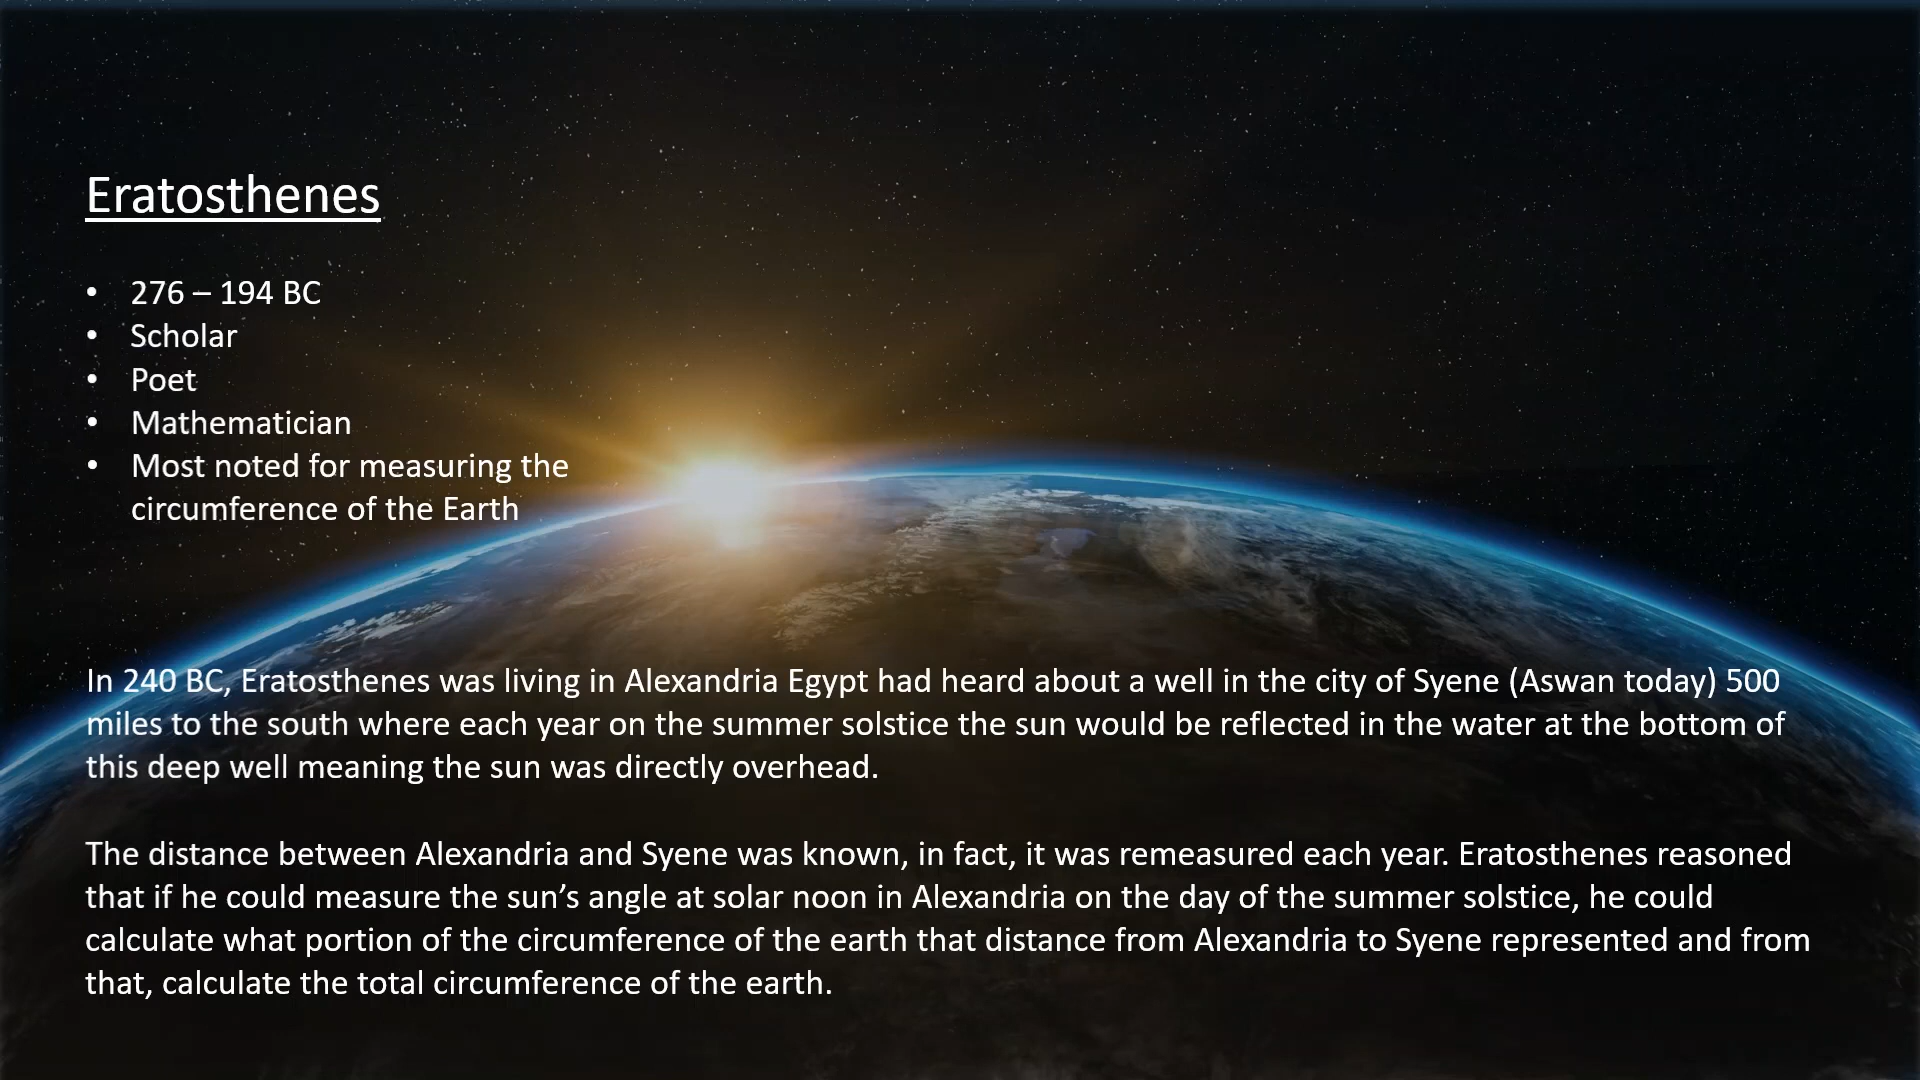 Eratosthenes
• 276 – 194 BC
• Scholar
• Poet
• Mathematician
• Most noted for measuring the
circumference of the Earth
In 240 BC, Eratosthenes was living in Alexandria Egypt had heard about a well in the city of Syene (Aswan today) 500
miles to the south where each year on the summer solstice the sun would be reflected in the water at the bottom of
this deep well meaning the sun was directly overhead.
The distance between Alexandria and Syene was known, in fact, it was remeasured each year. Eratosthenes reasoned
that if he could measure the sun’s angle at solar noon in Alexandria on the day of the summer solstice, he could
calculate what portion of the circumference of the earth that distance from Alexandria to Syene represented and from
that, calculate the total circumference of the earth.